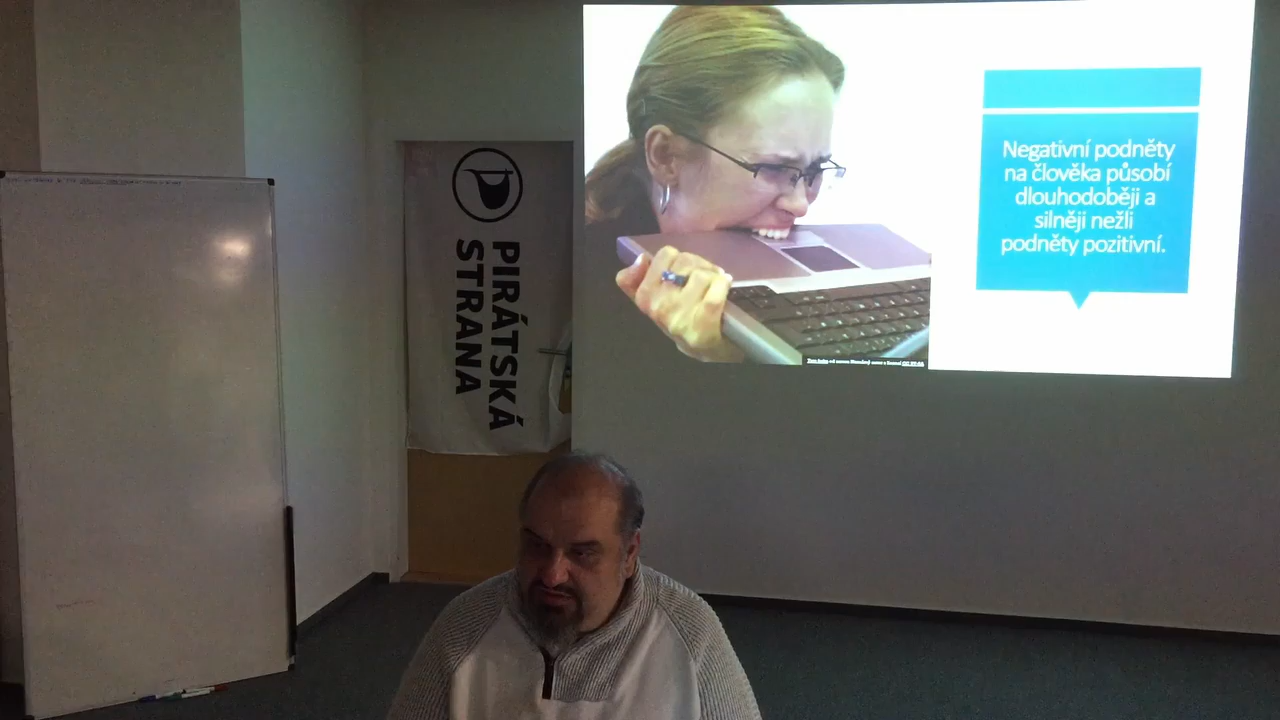 PIRÁTSKÁ
STRANA
Negativní podněty
na člověka působí
dlouhodoběji a
silněji nežli
podněty pozitivní.